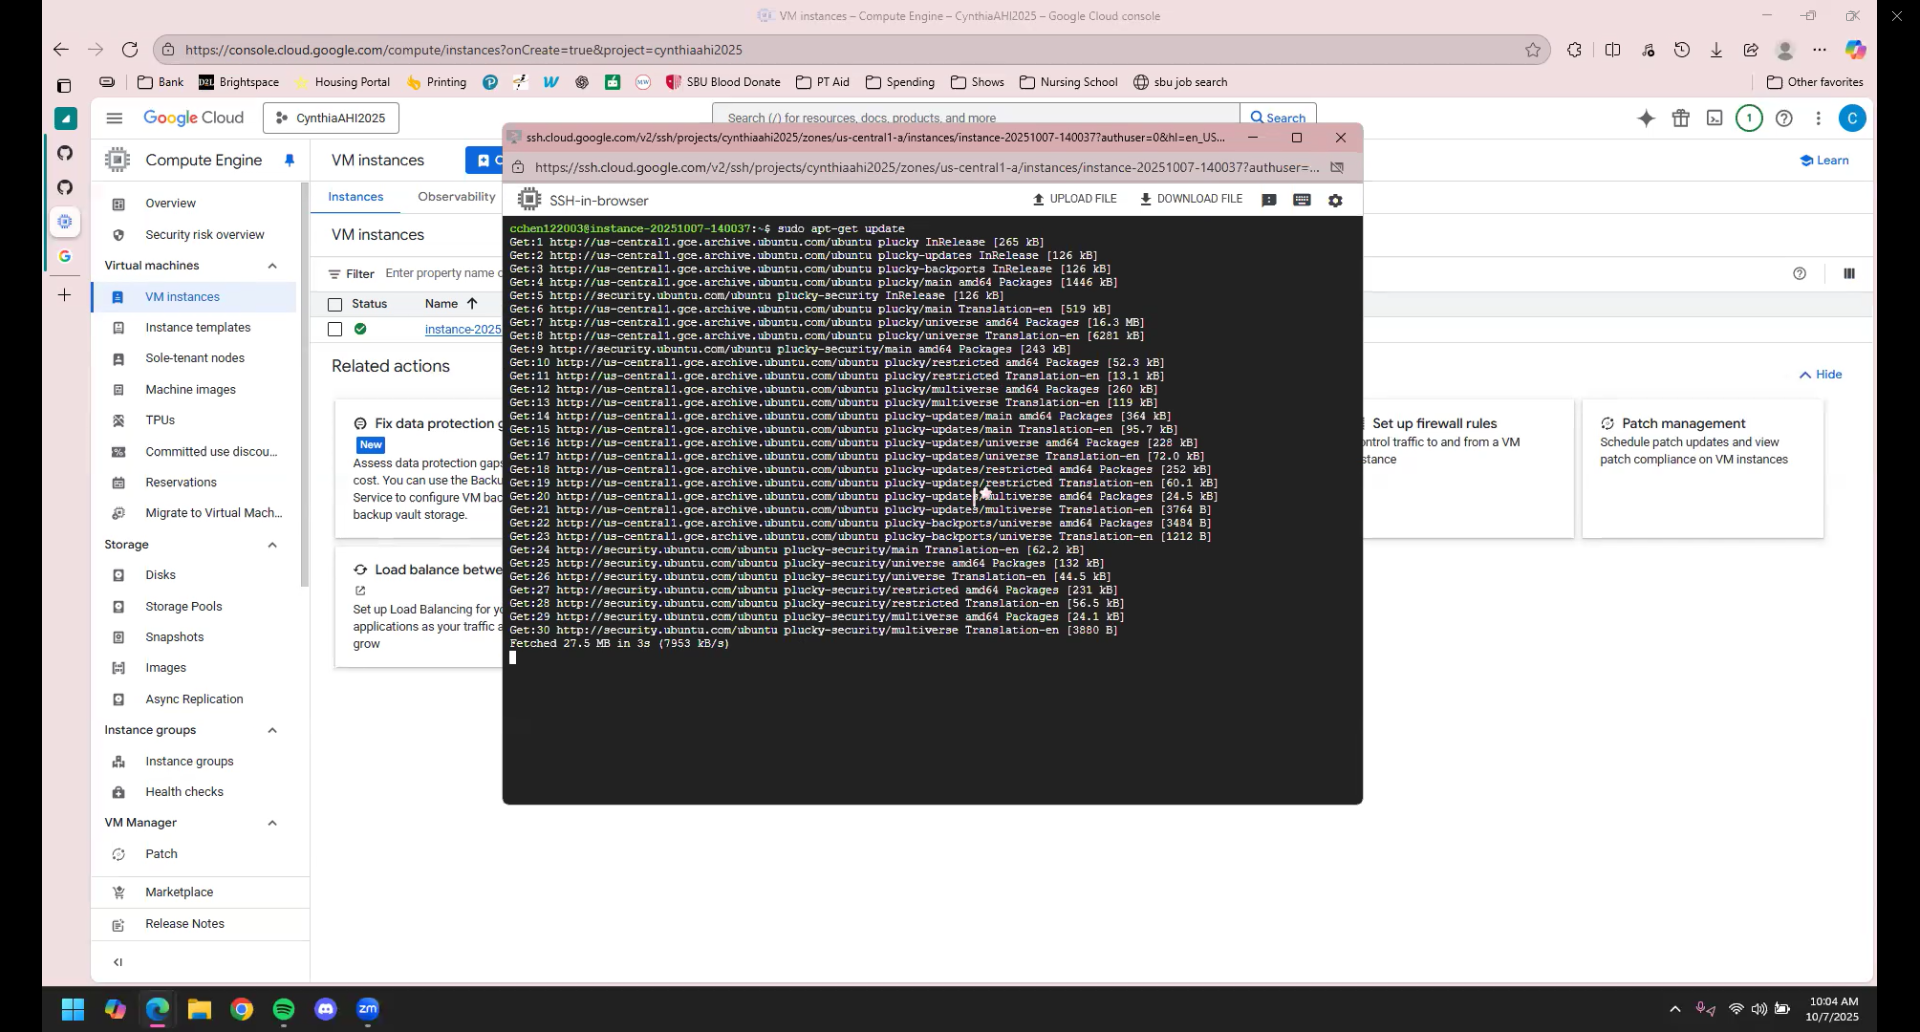 VM instances – Compute Engine – CynthiaAHI2025 – Google Cloud console
https://console.cloud.google.com/compute/instances?onCreate=true&project=cynthiaahi2025
Bank
D2L Brightspace
Housing Portal
Printing
SBU Blood Donate
PT Aid
Spending
Shows
Nursing School
sbu job search
Other favorites
Google Cloud
CynthiaAHI2025
Search (/) for resources, docs, products, and more
Search
1
C
ssh.cloud.google.com/v2/ssh/projects/cynthiaahi2025/zones/us-central1-a/instances/instance-20251007-140037?authuser=0&hl=en_US...
https://ssh.cloud.google.com/v2/ssh/projects/cynthiaahi2025/zones/us-central1-a/instances/instance-20251007-140037?authuser=...
SSH-in-browser
UPLOAD FILE
DOWNLOAD FILE
Compute Engine
VM instances
Learn
Overview
Security risk overview
Virtual machines
VM instances
Instance templates
Sole-tenant nodes
Machine images
TPUs
Committed use discou...
Reservations
Migrate to Virtual Mach...
Storage
Disks
Storage Pools
Snapshots
Images
Async Replication
Instance groups
Instance groups
Health checks
VM Manager
Patch
Marketplace
Release Notes
Instances
Observability
VM instances
Filter
Enter property name
Status
Name
instance-2025
Related actions
Hide
Fix data protection
New
Assess data protection gaps
cost. You can use the Backu
Service to configure VM bac
backup vault storage.
Load balance betwe
Set up Load Balancing for yo
applications as your traffic a
grow
cchen122003@instance-20251007-140037:~$ sudo apt-get update
Get:1 http://us-central1.gce.archive.ubuntu.com/ubuntu plucky InRelease [265 kB]
Get:2 http://us-central1.gce.archive.ubuntu.com/ubuntu plucky-updates InRelease [126 kB]
Get:3 http://us-central1.gce.archive.ubuntu.com/ubuntu plucky-backports InRelease [126 kB]
Get:4 http://us-central1.gce.archive.ubuntu.com/ubuntu plucky/main amd64 Packages [1446 kB]
Get:5 http://security.ubuntu.com/ubuntu plucky-security InRelease [126 kB]
Get:6 http://us-central1.gce.archive.ubuntu.com/ubuntu plucky/main Translation-en [519 kB]
Get:7 http://us-central1.gce.archive.ubuntu.com/ubuntu plucky/universe amd64 Packages [16.3 MB]
Get:8 http://us-central1.gce.archive.ubuntu.com/ubuntu plucky/universe Translation-en [6281 kB]
Get:9 http://security.ubuntu.com/ubuntu plucky-security/main amd64 Packages [243 kB]
Get:10 http://us-central1.gce.archive.ubuntu.com/ubuntu plucky/restricted amd64 Packages [52.3 kB]
Get:11 http://us-central1.gce.archive.ubuntu.com/ubuntu plucky/restricted Translation-en [13.1 kB]
Get:12 http://us-central1.gce.archive.ubuntu.com/ubuntu plucky/multiverse amd64 Packages [260 kB]
Get:13 http://us-central1.gce.archive.ubuntu.com/ubuntu plucky/multiverse Translation-en [119 kB]
Get:14 http://us-central1.gce.archive.ubuntu.com/ubuntu plucky-updates/main amd64 Packages [364 kB]
Get:15 http://us-central1.gce.archive.ubuntu.com/ubuntu plucky-updates/main Translation-en [95.7 kB]
Get:16 http://us-central1.gce.archive.ubuntu.com/ubuntu plucky-updates/universe amd64 Packages [228 kB]
Get:17 http://us-central1.gce.archive.ubuntu.com/ubuntu plucky-updates/universe Translation-en [72.0 kB]
Get:18 http://us-central1.gce.archive.ubuntu.com/ubuntu plucky-updates/restricted amd64 Packages [252 kB]
Get:19 http://us-central1.gce.archive.ubuntu.com/ubuntu plucky-updates/restricted Translation-en [60.1 kB]
Get:20 http://us-central1.gce.archive.ubuntu.com/ubuntu plucky-updates/multiverse amd64 Packages [24.5 kB]
Get:21 http://us-central1.gce.archive.ubuntu.com/ubuntu plucky-updates/multiverse Translation-en [3764 B]
Get:22 http://us-central1.gce.archive.ubuntu.com/ubuntu plucky-backports/universe amd64 Packages [3484 B]
Get:23 http://us-central1.gce.archive.ubuntu.com/ubuntu plucky-backports/universe Translation-en [1212 B]
Get:24 http://security.ubuntu.com/ubuntu plucky-security/main Translation-en [62.2 kB]
Get:25 http://security.ubuntu.com/ubuntu plucky-security/universe amd64 Packages [132 kB]
Get:26 http://security.ubuntu.com/ubuntu plucky-security/universe Translation-en [44.5 kB]
Get:27 http://security.ubuntu.com/ubuntu plucky-security/restricted amd64 Packages [231 kB]
Get:28 http://security.ubuntu.com/ubuntu plucky-security/restricted Translation-en [56.5 kB]
Get:29 http://security.ubuntu.com/ubuntu plucky-security/multiverse amd64 Packages [24.1 kB]
Get:30 http://security.ubuntu.com/ubuntu plucky-security/multiverse Translation-en [3880 B]
Fetched 27.5 MB in 3s (7953 kB/s)
Set up firewall rules
ontrol traffic to and from a VM
stance
Patch management
Schedule patch updates and view
patch compliance on VM instances
zm
10:04 AM
10/7/2025